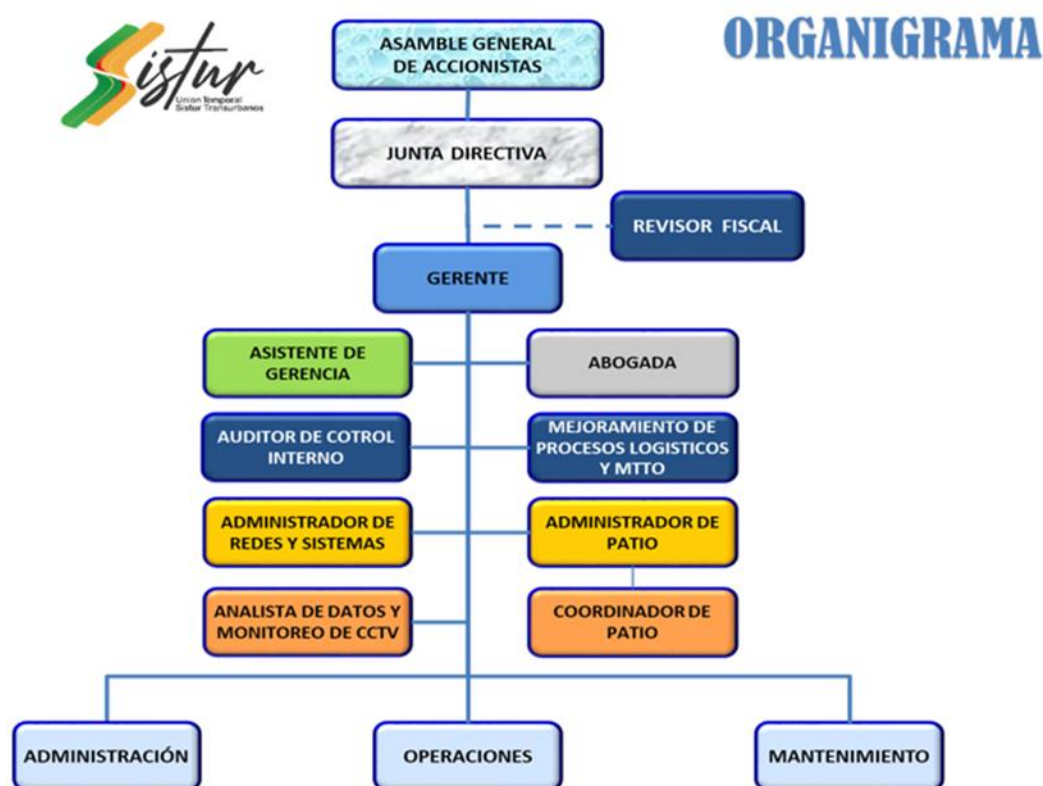 Sistur
Union Temporal
Sistur Transurbanos
ORGANIGRAMA
ASAMBLE GENERAL
DE ACCIONISTAS
JUNTA DIRECTIVA
REVISOR FISCAL
GERENTE
ASISTENTE DE
GERENCIA
ABOGADA
AUDITOR DE COTROL
INTERNO
MEJORAMIENTO DE
PROCESOS LOGISTICOS
Y MTTO
ADMINISTRADOR DE
REDES Y SISTEMAS
ADMINISTRADOR DE
PATIO
ANALISTA DE DATOS Y
MONITOREO DE CCTV
COORDINADOR DE
PATIO
ADMINISTRACIÓN
OPERACIONES
MANTENIMIENTO